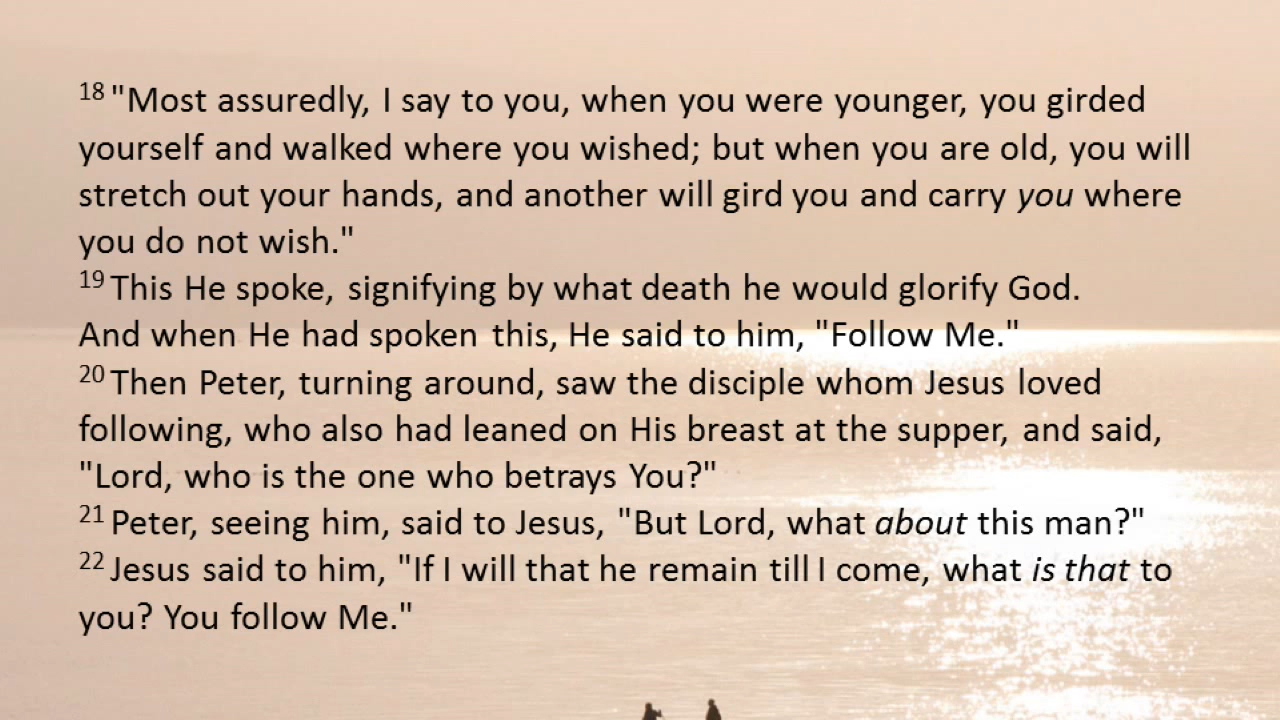 18 "Most assuredly, I say to you, when you were younger, you girded
yourself and walked where you wished; but when you are old, you will
stretch out your hands, and another will gird you and carry you where
you do not wish."
19 This He spoke, signifying by what death he would glorify God.
And when He had spoken this, He said to him, "Follow Me."
20 Then Peter, turning around, saw the disciple whom Jesus loved
following, who also had leaned on His breast at the supper, and said,
"Lord, who is the one who betrays You?"
21 Peter, seeing him, said to Jesus, "But Lord, what about this man?"
22 Jesus said to him, "If I will that he remain till I come, what is that to
you? You follow Me."